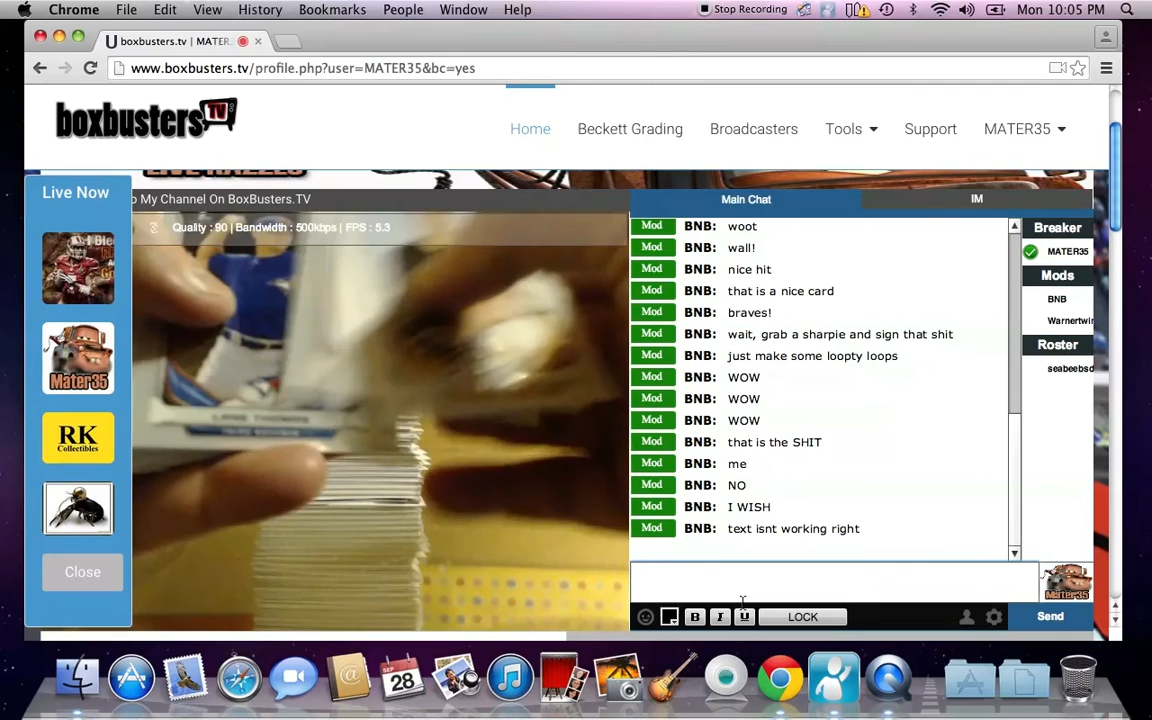 Chrome File Edit View History Bookmarks People Window Help Stop Recording Mon 10:05 PM
boxbusters.tv | MATER
www.boxbusters.tv/profile.php?user=MATER35&bc=yes
boxbusters TV
Home Beckett Grading Broadcasters Tools Support MATER35
Live Now
My Channel On BoxBusters.TV
Quality : 90 | Bandwidth : 500kbps | FPS : 5.3
Mater35
RK
Collectibles
Close
Main Chat IM
Mod BNB: woot
Mod BNB: wall!
Mod BNB: nice hit
Mod BNB: that is a nice card
Mod BNB: braves!
Mod BNB: wait, grab a sharpie and sign that shit
Mod BNB: just make some loopty loops
Mod BNB: WOW
Mod BNB: WOW
Mod BNB: WOW
Mod BNB: that is the SHIT
Mod BNB: me
Mod BNB: NO
Mod BNB: I WISH
Mod BNB: text isnt working right
Breaker
MATER35
Mods
BNB
Warnertwi
Roster
seabeebsd
B I U LOCK Send
SEP
28